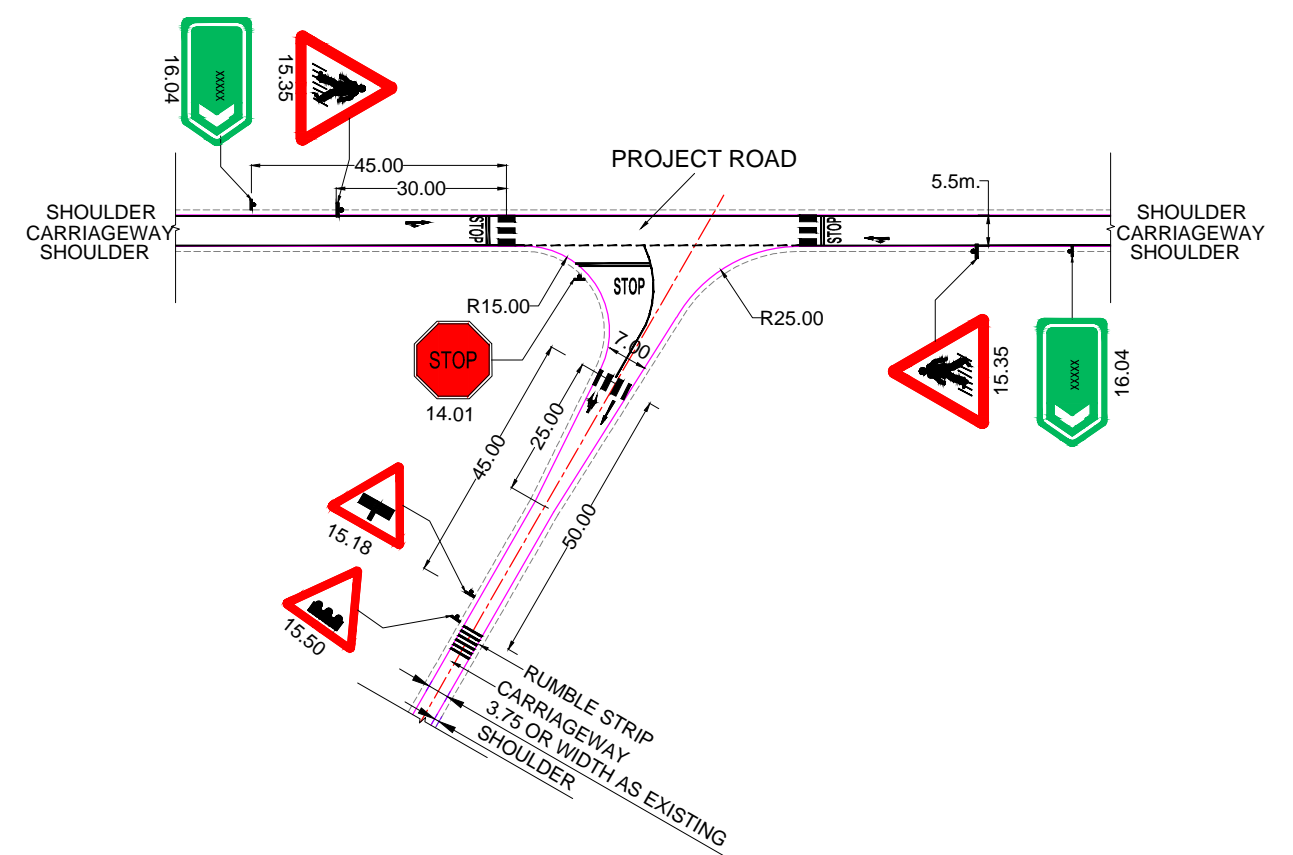 16.04
xxxxx
15.35
45.00
30.00
PROJECT ROAD
5.5m.
SHOULDER
CARRIAGEWAY
SHOULDER
STOP
STOP
SHOULDER
CARRIAGEWAY
SHOULDER
STOP
R15.00
R25.00
7.00
STOP
14.01
15.35
xxxxx
16.04
25.00
45.00
50.00
15.18
15.50
RUMBLE STRIP
CARRIAGEWAY
3.75 OR WIDTH AS EXISTING
SHOULDER